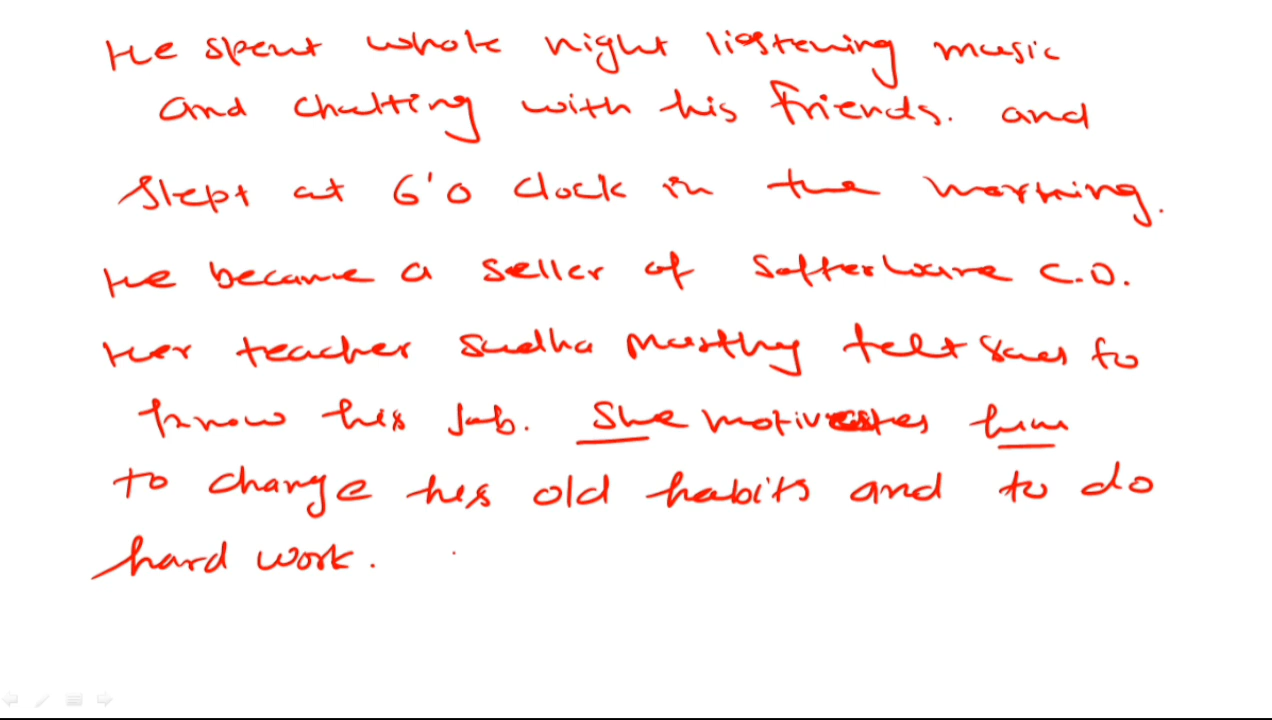 He spent whole night listening music
and chatting with his friends. and
slept at 6'0 clock in the morning.
He became a seller of Softerware C.D.
Her teacher Sudha Murthy felt sad to
know his Job. She motivates him
to change his old habits and to do
hard work.